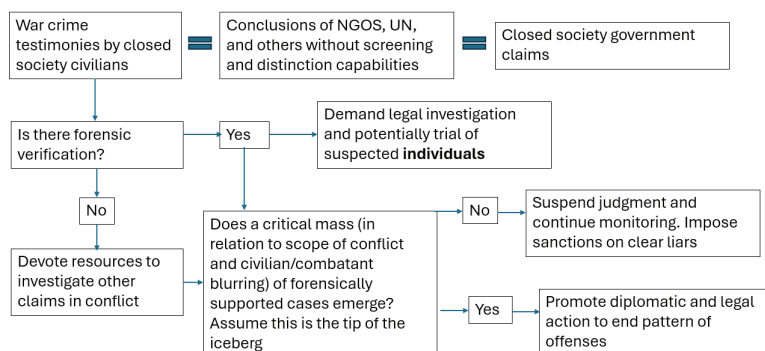 War crime
testimonies by closed
society civilians
Conclusions of NGOS, UN,
and others without screening
and distinction capabilities
Closed society government
claims
Is there forensic
verification?
Yes
Demand legal investigation
and potentially trial of
suspected individuals
No
Devote resources to
investigate other
claims in conflict
Does a critical mass (in
relation to scope of conflict
and civilian/combatant
blurring) of forensically
supported cases emerge?
Assume this is the tip of the
iceberg
No
Suspend judgment and
continue monitoring. Impose
sanctions on clear liars
Yes
Promote diplomatic and legal
action to end pattern of
offenses